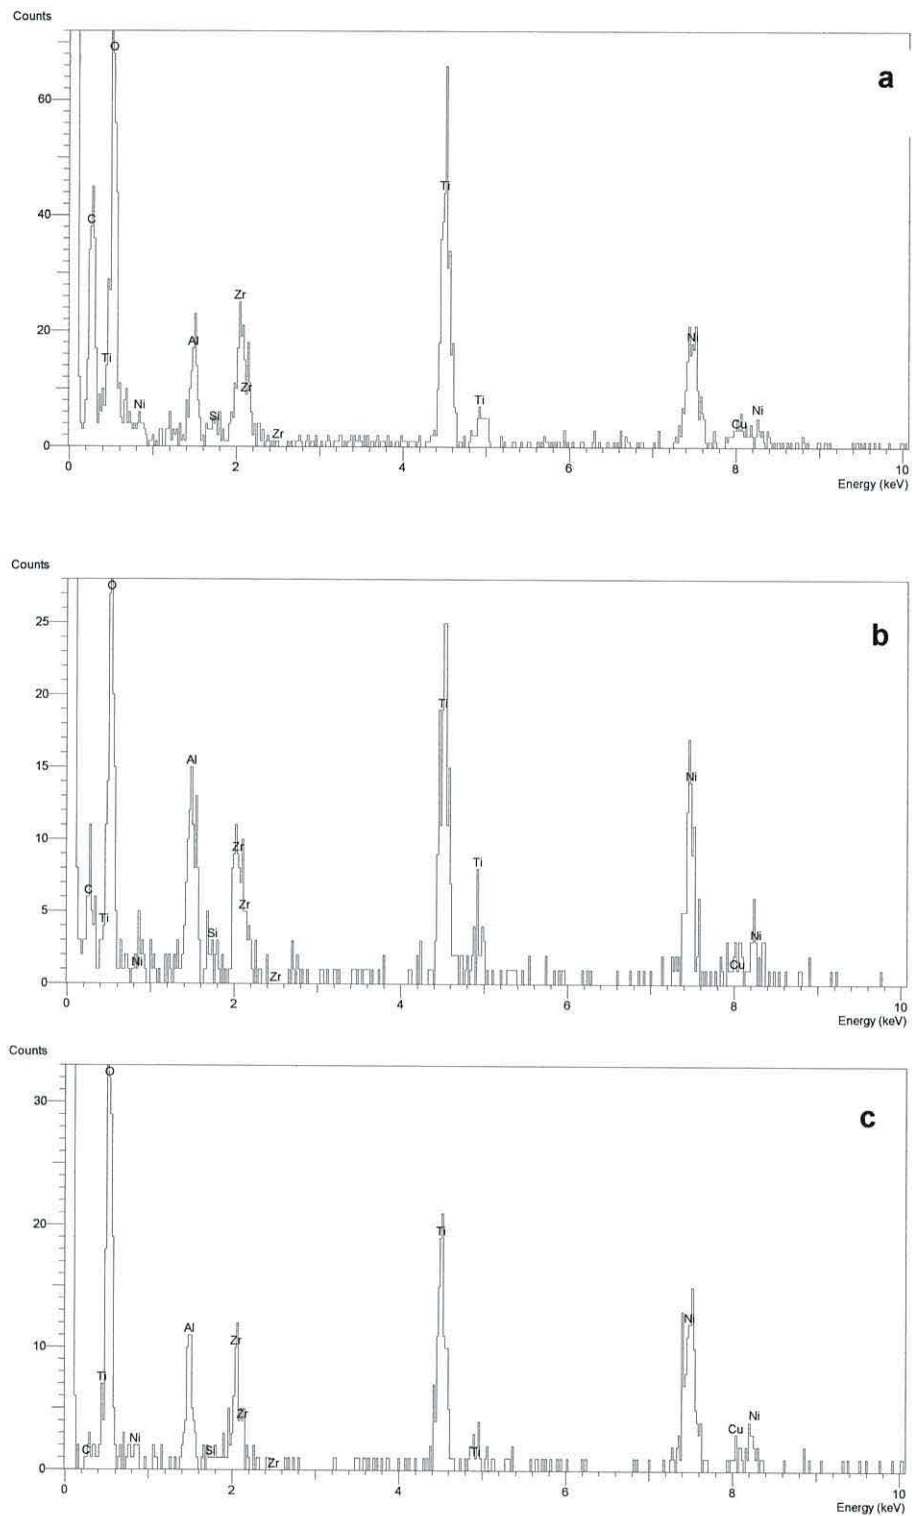 Counts
O
a
60
Ti
40
C
Zr
20
Al
Ni
Zr
Ti
Ti
Ni
Si
Cu
Ni
Zr
0
0 2 4 6 8 10
Energy (keV)
Counts
O
b
25
20
Ti
15
Al
Ni
10
Zr
Ti
C
5
Ti
Zr
Si
Ni
Ni
Cu
Zr
0
0 2 4 6 8 10
Energy (keV)
Counts
O
c
30
20
Ti
Al
Ni
10
Zr
Ti
Zr
Ni
Cu
Ni
C
Si
Ti
Zr
0
0 2 4 6 8 10
Energy (keV)